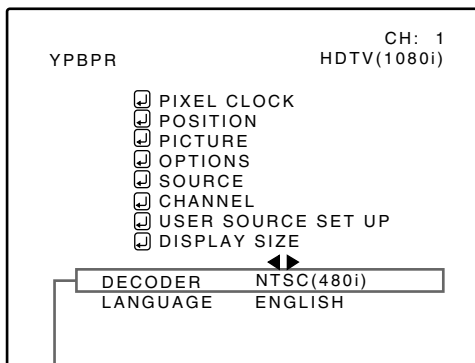 CH: 1
YPBPR HDTV(1080i)
PIXEL CLOCK
POSITION
PICTURE
OPTIONS
SOURCE
CHANNEL
USER SOURCE SET UP
DISPLAY SIZE
DECODER NTSC(480i)
LANGUAGE ENGLISH